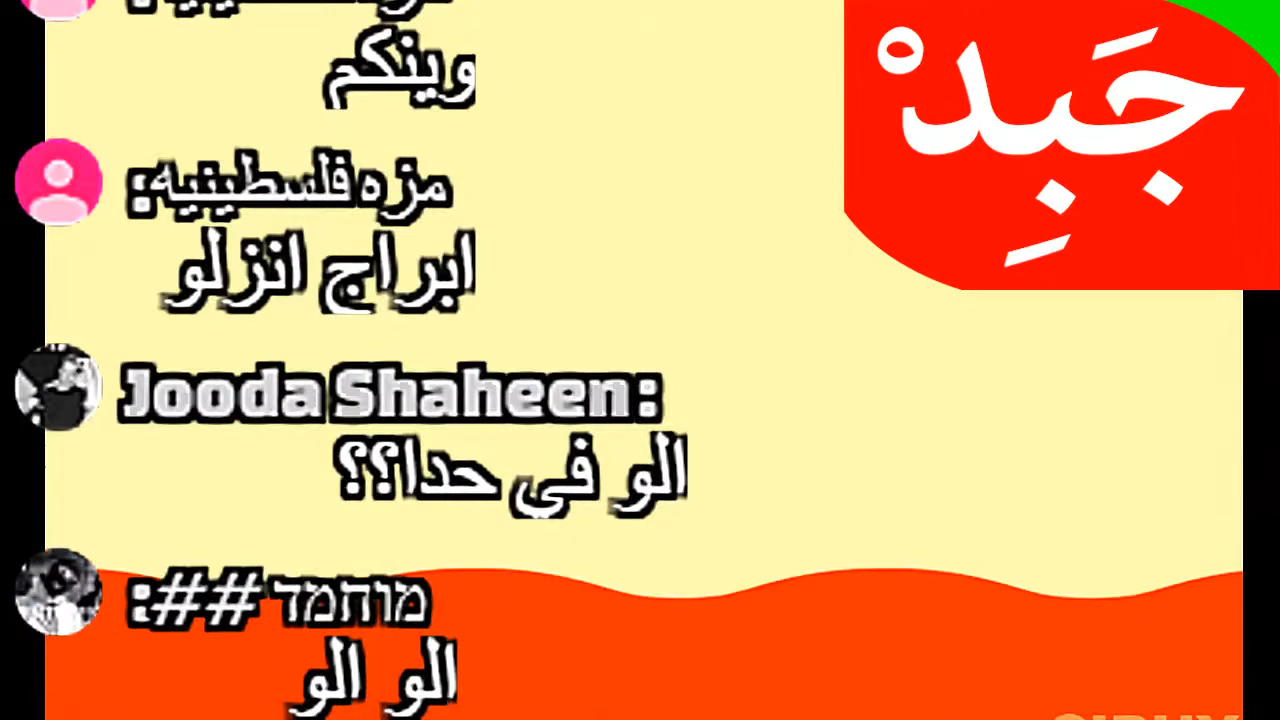 وينكم
جَبِدْ
مزه فلسطينيه:
ابراج انزلو
Jooda Shaheen:
الو في حدا؟؟
מוחמד ##:
الو الو